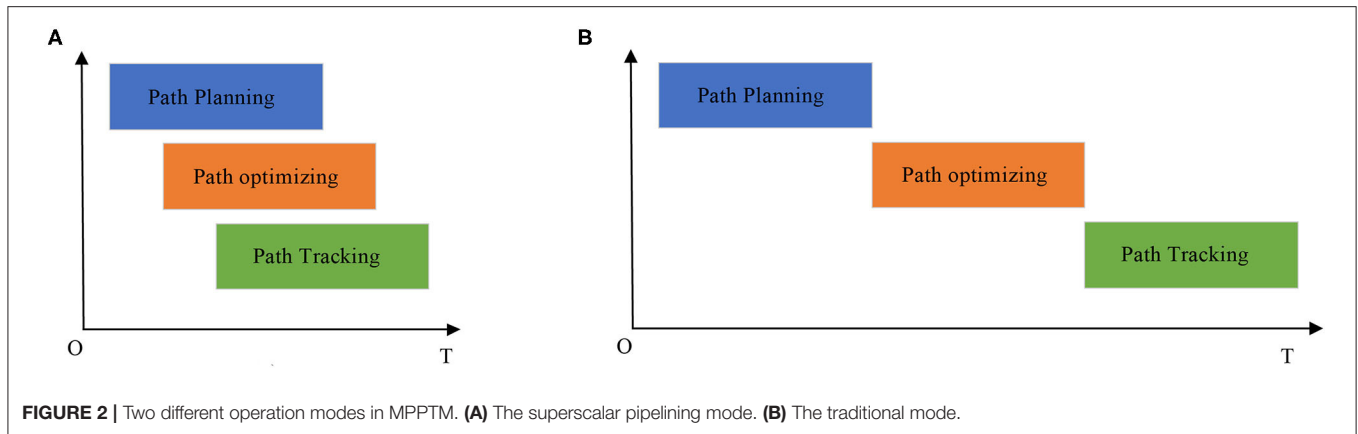 A
Path Planning
Path optimizing
Path Tracking
O
T
B
Path Planning
Path optimizing
Path Tracking
O
T
FIGURE 2 | Two different operation modes in MPPTM. (A) The superscalar pipelining mode. (B) The traditional mode.